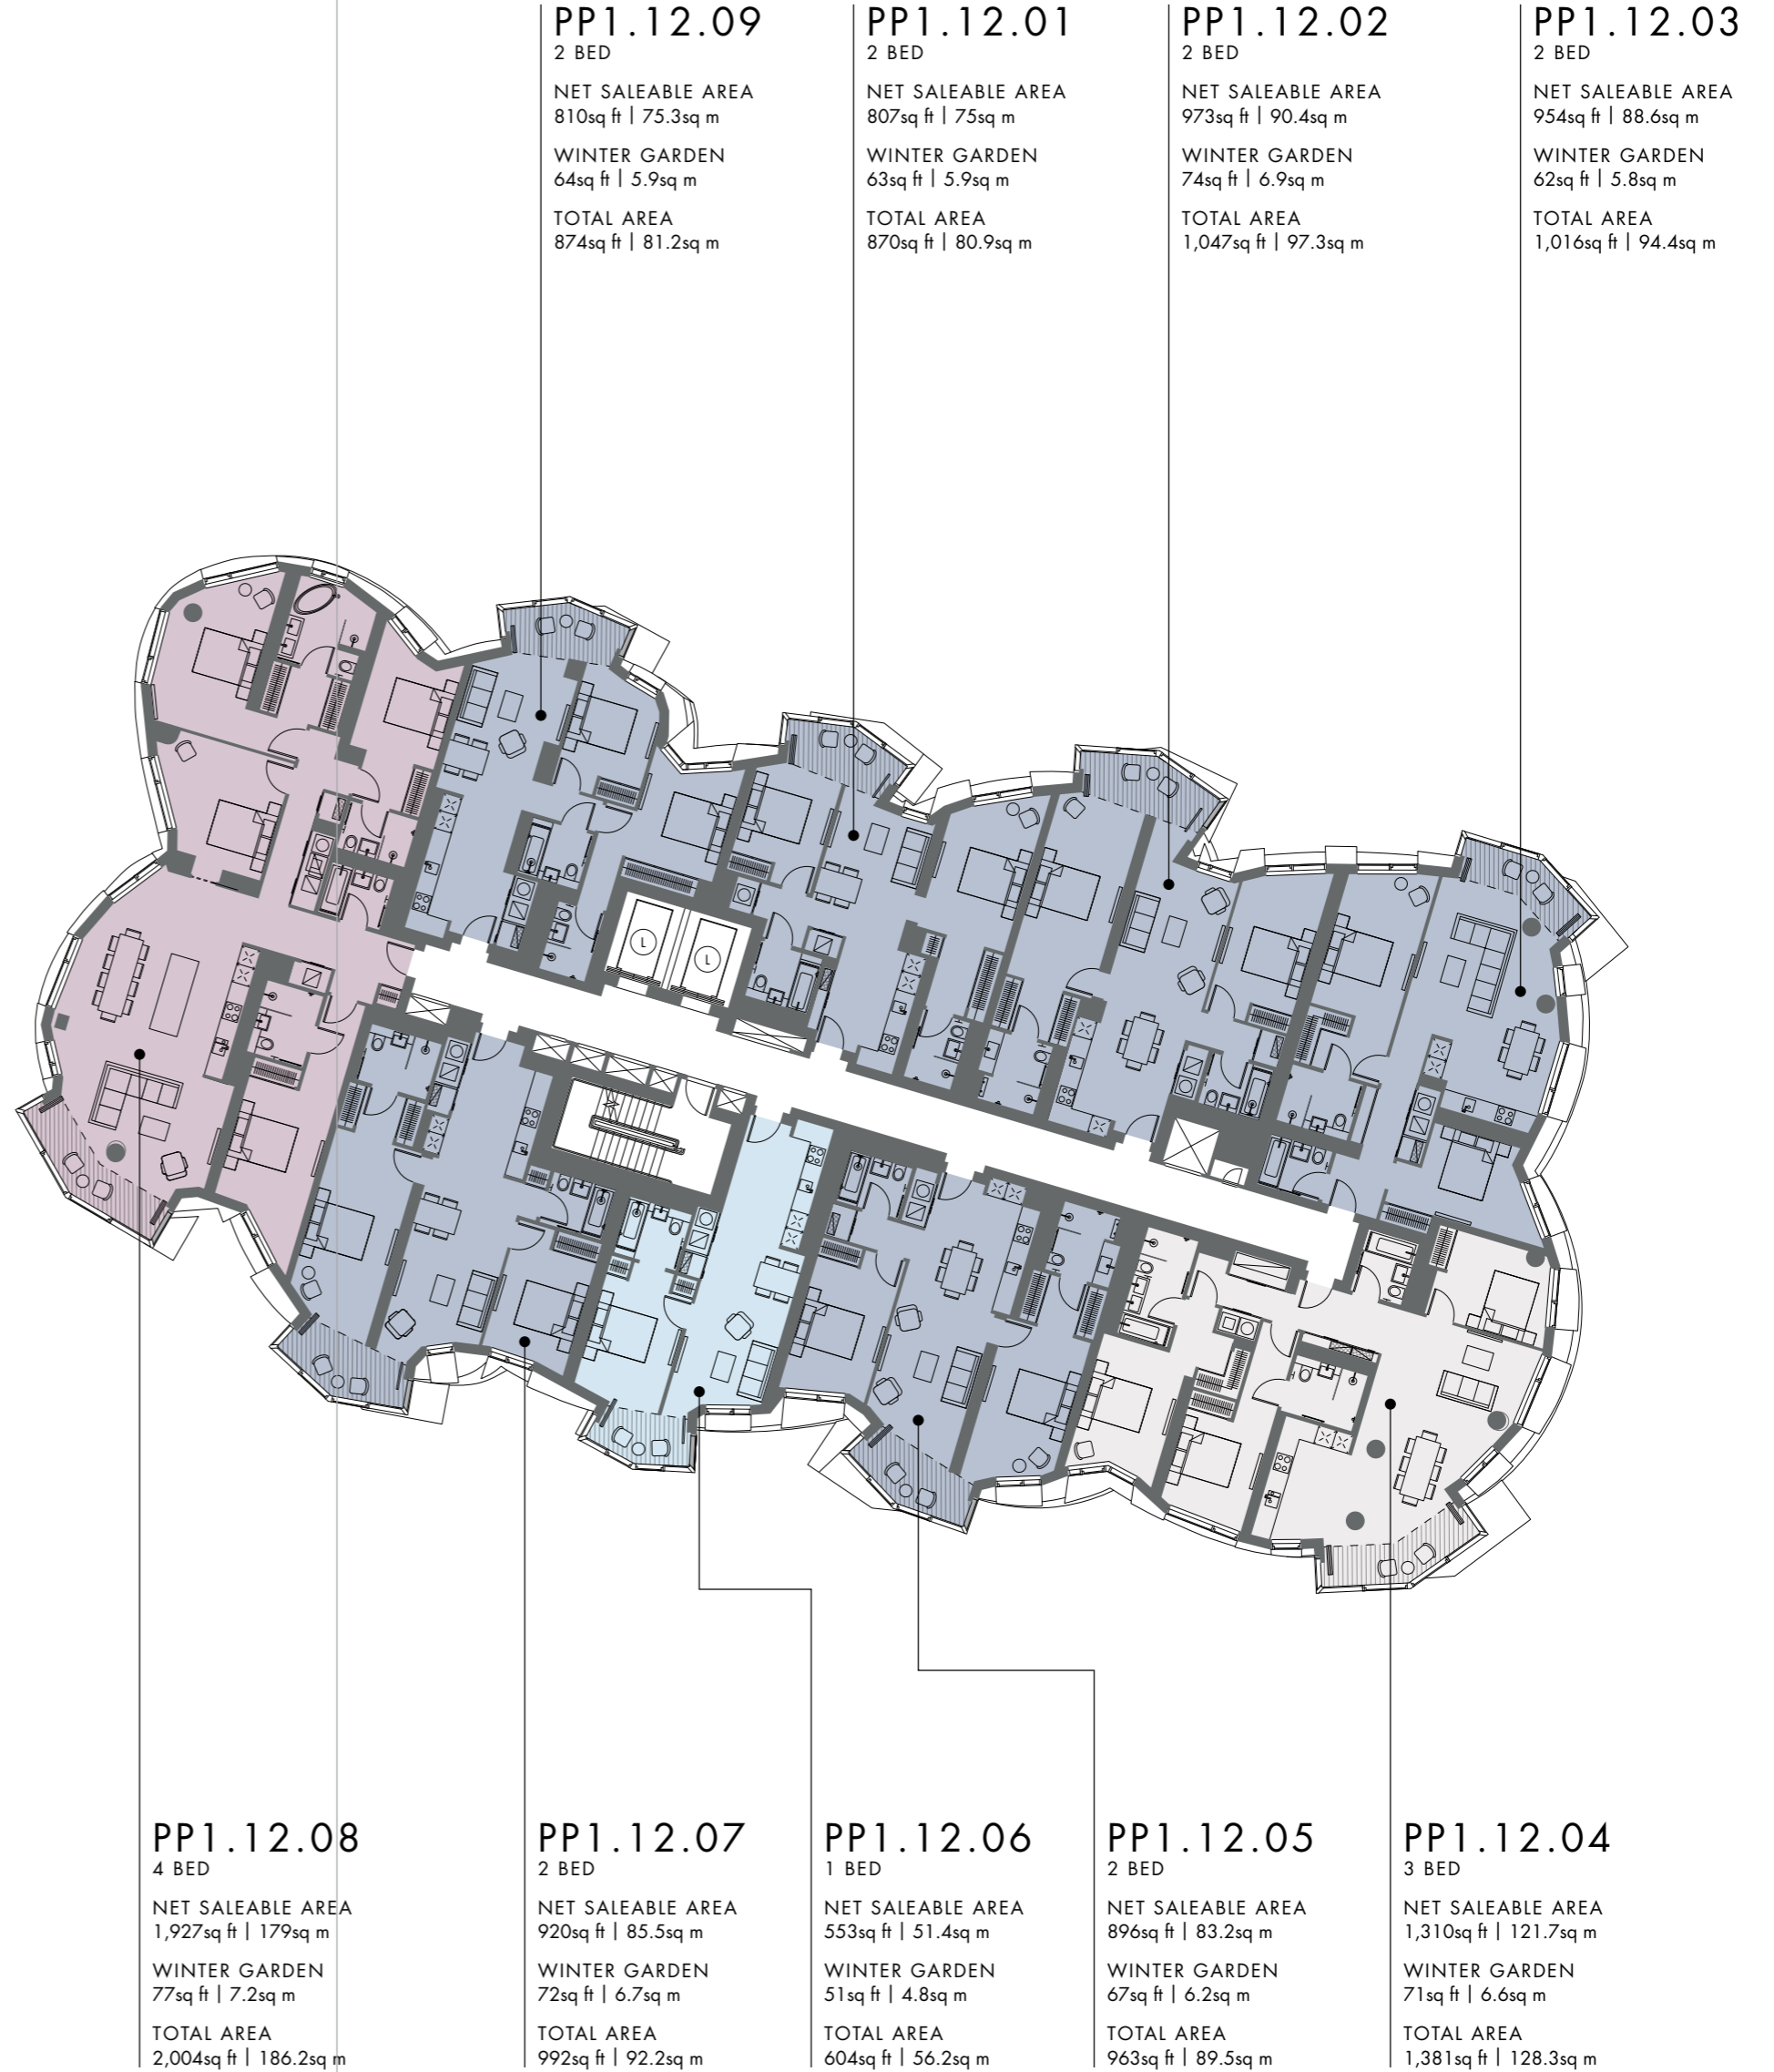 PP1.12.09
2 BED
NET SALEABLE AREA
810sq ft | 75.3sq m
WINTER GARDEN
64sq ft | 5.9sq m
TOTAL AREA
874sq ft | 81.2sq m
PP1.12.01
2 BED
NET SALEABLE AREA
807sq ft | 75sq m
WINTER GARDEN
63sq ft | 5.9sq m
TOTAL AREA
870sq ft | 80.9sq m
PP1.12.02
2 BED
NET SALEABLE AREA
973sq ft | 90.4sq m
WINTER GARDEN
74sq ft | 6.9sq m
TOTAL AREA
1,047sq ft | 97.3sq m
PP1.12.03
2 BED
NET SALEABLE AREA
954sq ft | 88.6sq m
WINTER GARDEN
62sq ft | 5.8sq m
TOTAL AREA
1,016sq ft | 94.4sq m
L
L
PP1.12.08
4 BED
NET SALEABLE AREA
1,927sq ft | 179sq m
WINTER GARDEN
77sq ft | 7.2sq m
TOTAL AREA
2,004sq ft | 186.2sq m
PP1.12.07
2 BED
NET SALEABLE AREA
920sq ft | 85.5sq m
WINTER GARDEN
72sq ft | 6.7sq m
TOTAL AREA
992sq ft | 92.2sq m
PP1.12.06
1 BED
NET SALEABLE AREA
553sq ft | 51.4sq m
WINTER GARDEN
51sq ft | 4.8sq m
TOTAL AREA
604sq ft | 56.2sq m
PP1.12.05
2 BED
NET SALEABLE AREA
896sq ft | 83.2sq m
WINTER GARDEN
67sq ft | 6.2sq m
TOTAL AREA
963sq ft | 89.5sq m
PP1.12.04
3 BED
NET SALEABLE AREA
1,310sq ft | 121.7sq m
WINTER GARDEN
71sq ft | 6.6sq m
TOTAL AREA
1,381sq ft | 128.3sq m